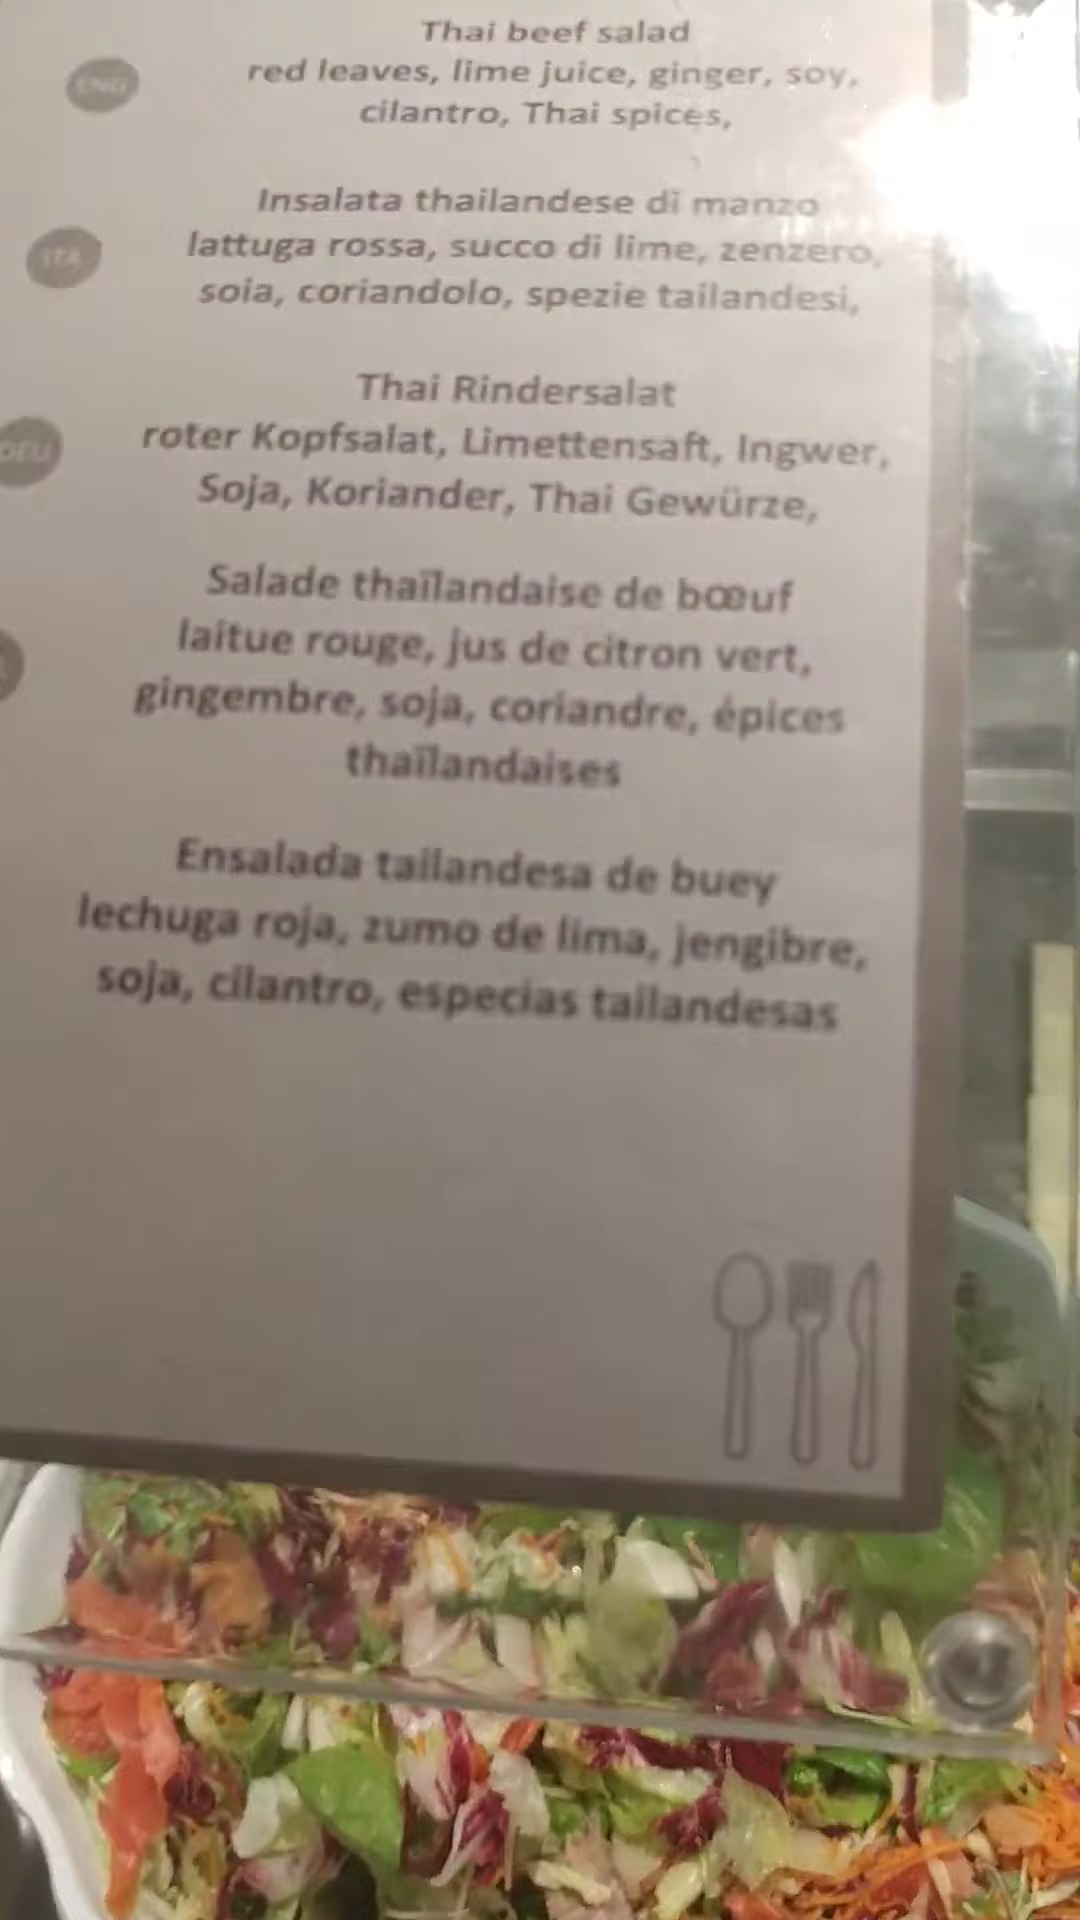 Thai beef salad
ENG
red leaves, lime juice, ginger, soy,
cilantro, Thai spices,
Insalata thailandese di manzo
ITA
lattuga rossa, succo di lime, zenzero,
soia, coriandolo, spezie tailandesi,
Thai Rindersalat
DEU
roter Kopfsalat, Limettensaft, Ingwer,
Soja, Koriander, Thai Gewürze,
Salade thaïlandaise de bœuf
laitue rouge, jus de citron vert,
gingembre, soja, coriandre, épices
thaïlandaises
Ensalada tailandesa de buey
lechuga roja, zumo de lima, jengibre,
soja, cilantro, especias tailandesas